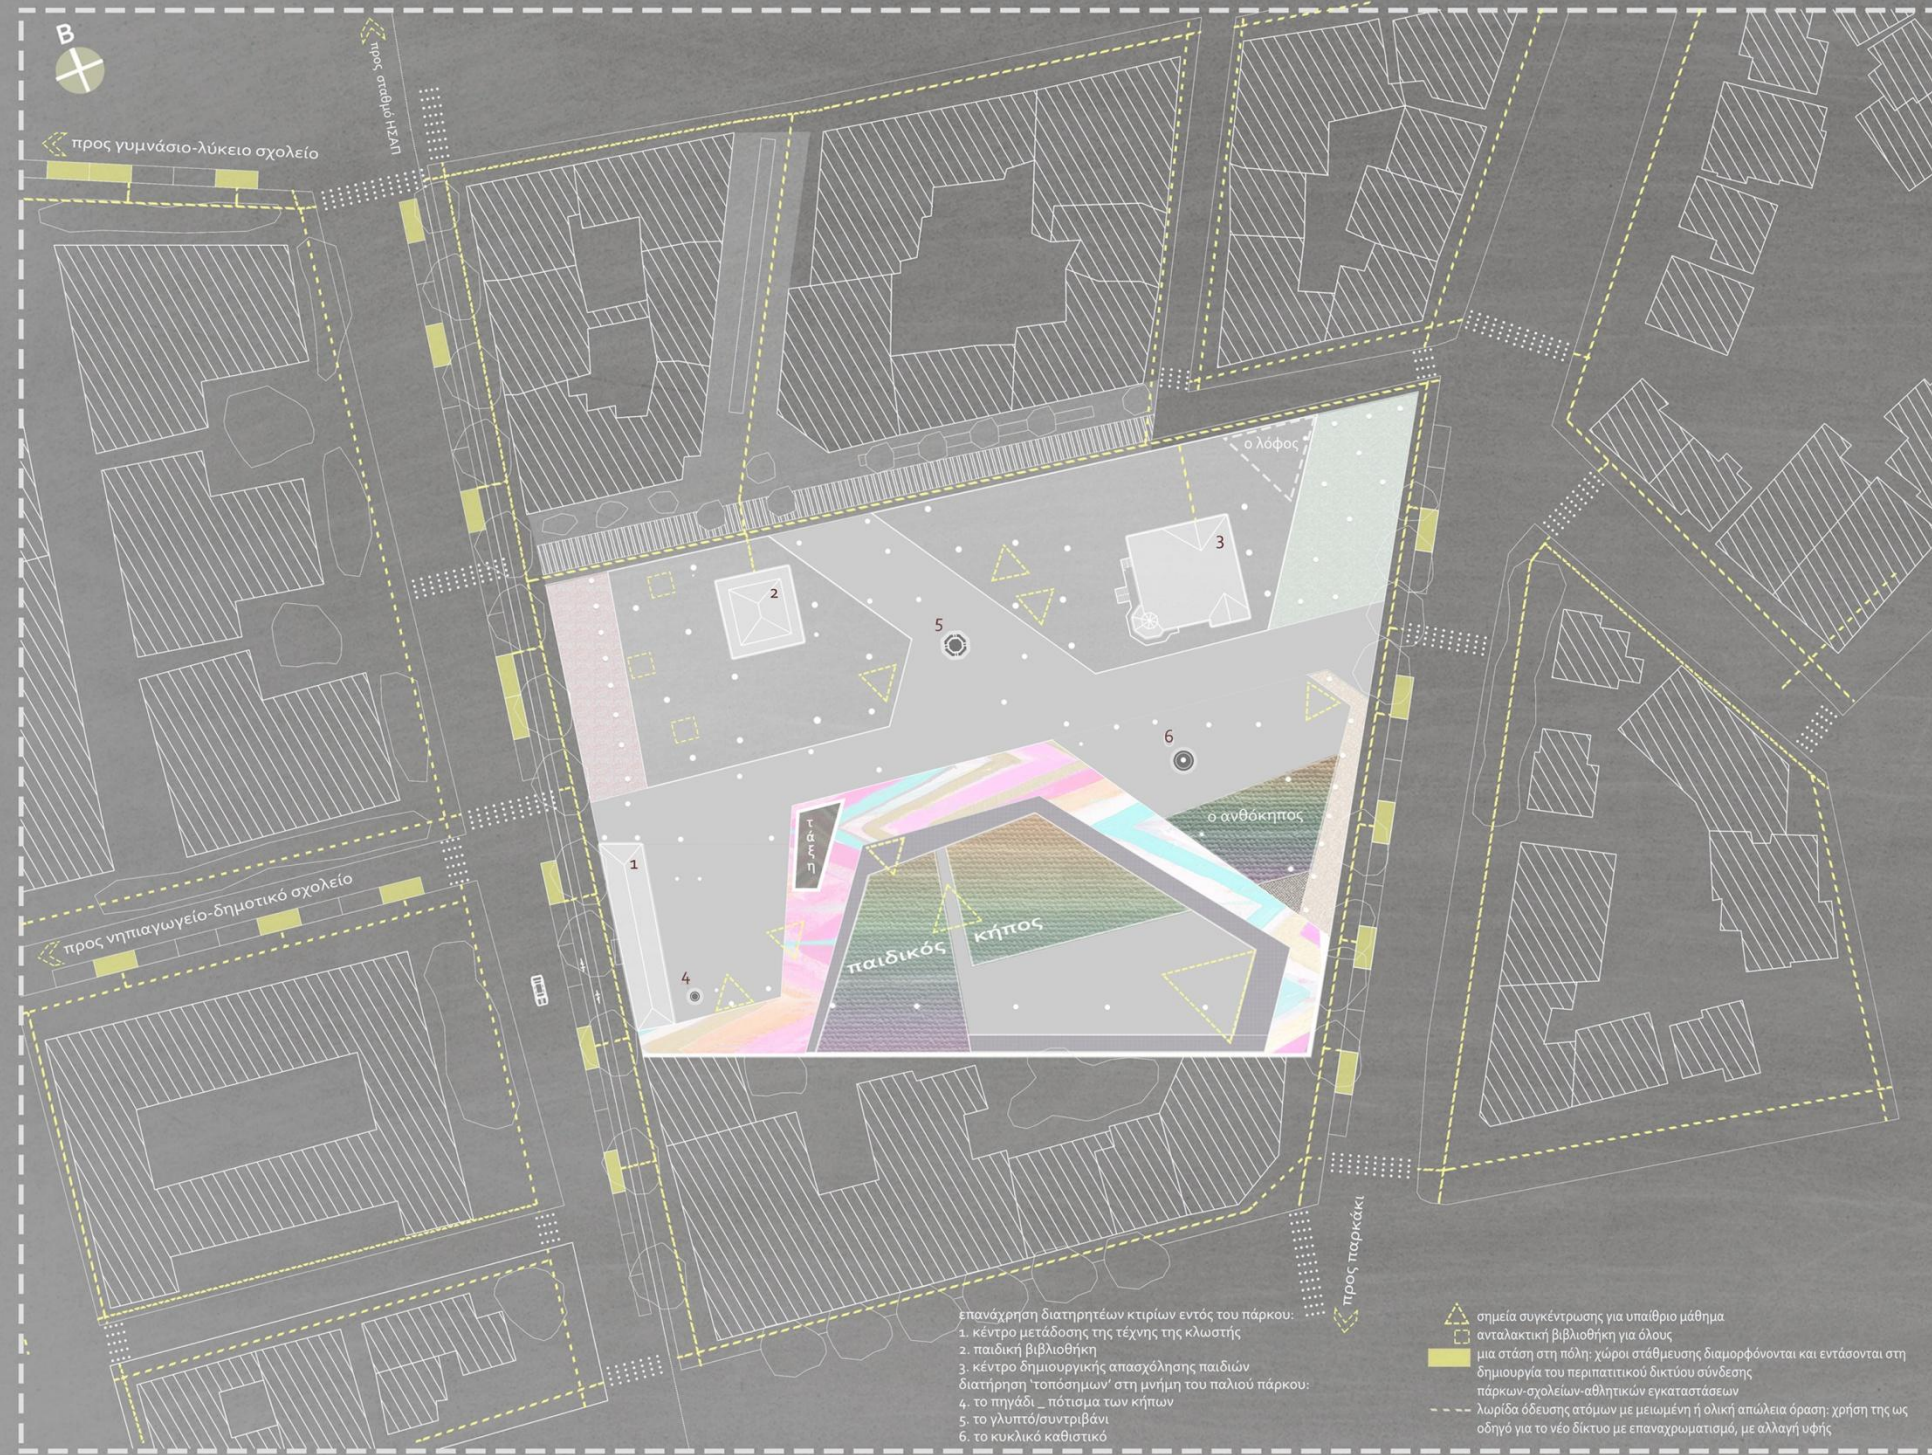 Β
προς σταθμό ΗΣΑΠ
προς γυμνάσιο-λύκειο σχολείο
ο λόφος
3
2
5
6
ο ανθόκηπος
τάξη
1
προς νηπιαγωγείο-δημοτικό σχολείο
παιδικός κήπος
4
προς παρκάκι
επανάχρηση διατηρητέων κτιρίων εντός του πάρκου:
1. κέντρο μετάδοσης της τέχνης της κλωστής
2. παιδική βιβλιοθήκη
3. κέντρο δημιουργικής απασχόλησης παιδιών
διατήρηση 'τοπόσημων' στη μνήμη του παλιού πάρκου:
4. το πηγάδι _ πότισμα των κήπων
5. το γλυπτό/συντριβάνι
6. το κυκλικό καθιστικό
σημεία συγκέντρωσης για υπαίθριο μάθημα
ανταλακτική βιβλιοθήκη για όλους
μια στάση στη πόλη: χώροι στάθμευσης διαμορφόνονται και εντάσονται στη
δημιουργία του περιπατιτικού δικτύου σύνδεσης
πάρκων-σχολείων-αθλητικών εγκαταστάσεων
λωρίδα όδευσης ατόμων με μειωμένη ή ολική απώλεια όραση: χρήση της ως
οδηγό για το νέο δίκτυο με επαναχρωματισμό, με αλλαγή υφής